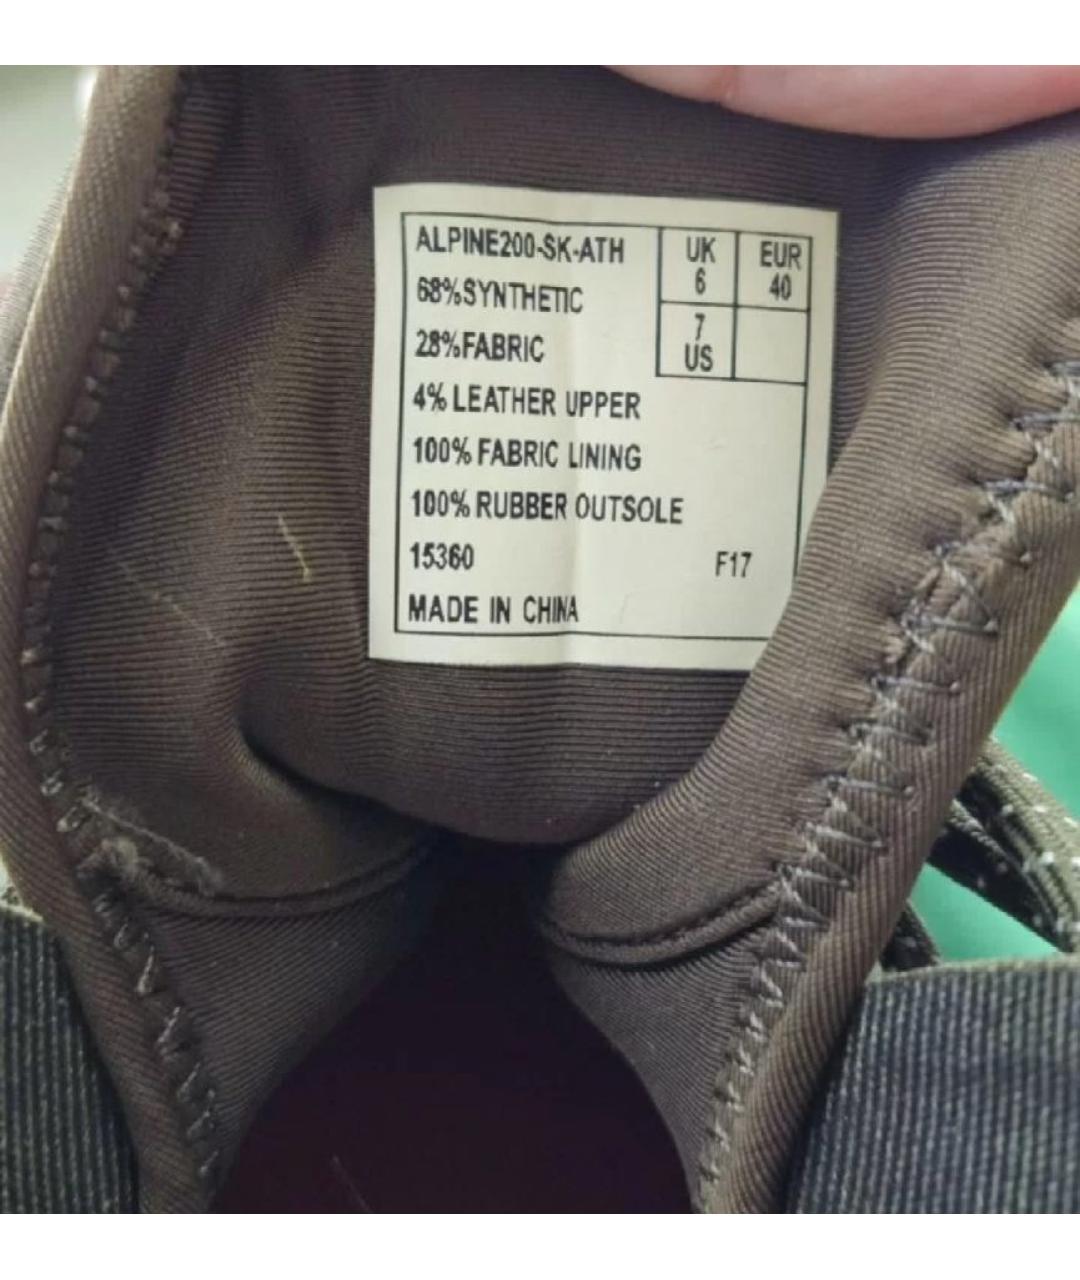 ALPINE200-SK-ATH
68%SYNTHETIC
28%FABRIC
4% LEATHER UPPER
100% FABRIC LINING
100% RUBBER OUTSOLE
15360 F17
MADE IN CHINA
UK EUR
6 40
7
US